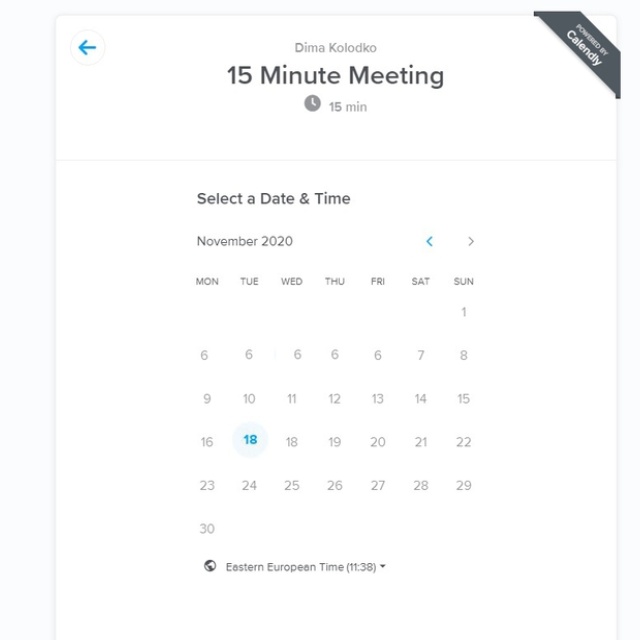 POWERED BY
Calendly
Dima Kolodko
15 Minute Meeting
15 min
Select a Date & Time
November 2020
MON TUE WED THU FRI SAT SUN
1
6 6 6 6 6 7 8
9 10 11 12 13 14 15
16 18 18 19 20 21 22
23 24 25 26 27 28 29
30
Eastern European Time (11:38)